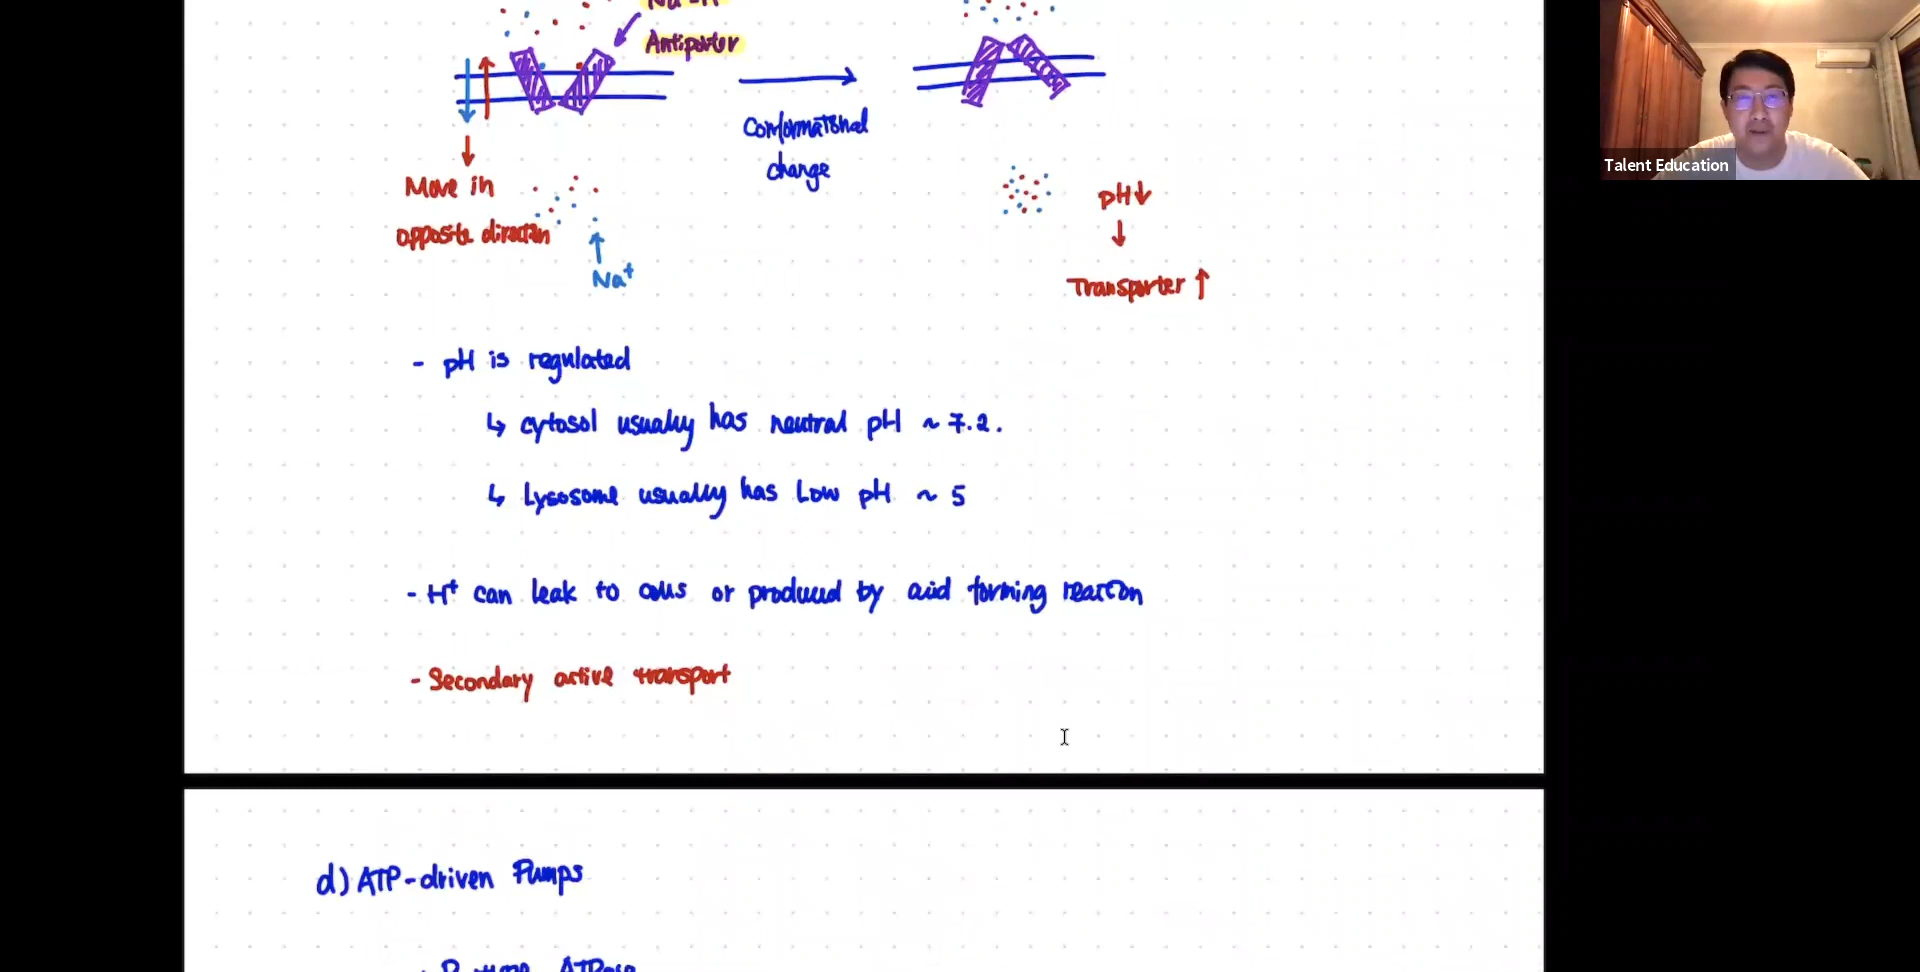 Antiporter
Conformational
change
Move in
opposite direction
Na⁺
pH↓
↓
Transporter ↑
- pH is regulated
↳ cytosol usually has neutral pH ~ 7.2.
↳ Lysosome usually has Low pH ~ 5
- H⁺ can leak to cells or produced by acid forming reaction
- Secondary active transport
d) ATP-driven Pumps
ATPase
Talent Education